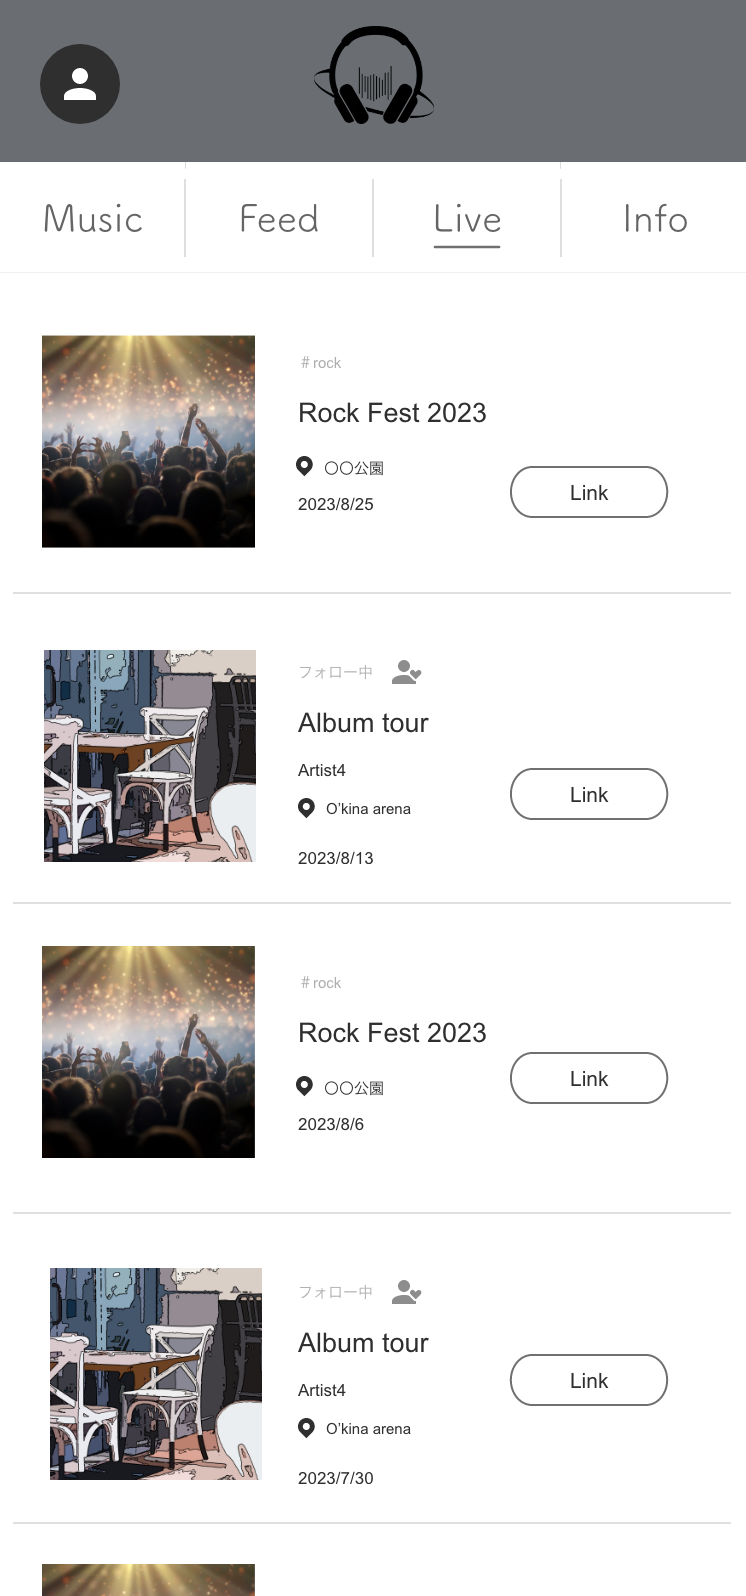 Music
Feed
Live
Info
# rock
Rock Fest 2023
〇〇公園
2023/8/25
Link
フォロー中
Album tour
Artist4
O'kina arena
2023/8/13
Link
# rock
Rock Fest 2023
〇〇公園
2023/8/6
Link
フォロー中
Album tour
Artist4
O'kina arena
2023/7/30
Link